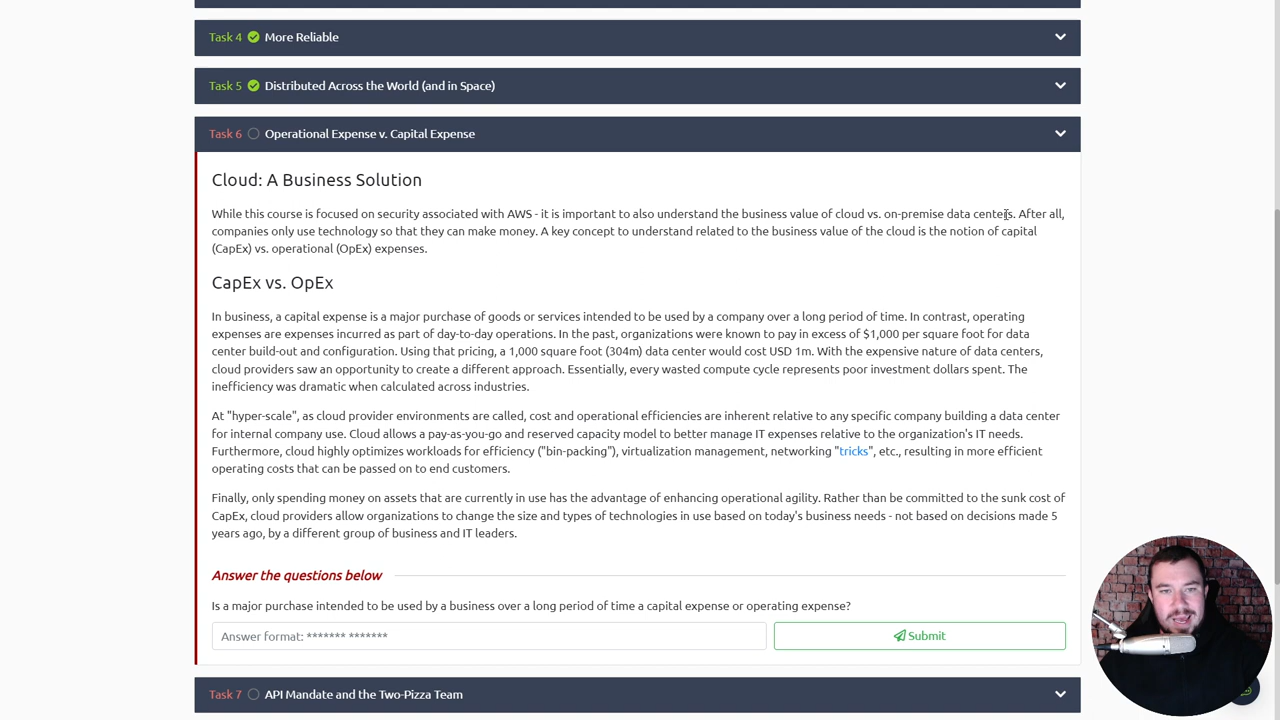 Task 4 More Reliable
Task 5 Distributed Across the World (and in Space)
Task 6 Operational Expense v. Capital Expense
Cloud: A Business Solution
While this course is focused on security associated with AWS - it is important to also understand the business value of cloud vs. on-premise data centers. After all,
companies only use technology so that they can make money. A key concept to understand related to the business value of the cloud is the notion of capital
(CapEx) vs. operational (OpEx) expenses.
CapEx vs. OpEx
In business, a capital expense is a major purchase of goods or services intended to be used by a company over a long period of time. In contrast, operating
expenses are expenses incurred as part of day-to-day operations. In the past, organizations were known to pay in excess of $1,000 per square foot for data
center build-out and configuration. Using that pricing, a 1,000 square foot (304m) data center would cost USD 1m. With the expensive nature of data centers,
cloud providers saw an opportunity to create a different approach. Essentially, every wasted compute cycle represents poor investment dollars spent. The
inefficiency was dramatic when calculated across industries.
At "hyper-scale", as cloud provider environments are called, cost and operational efficiencies are inherent relative to any specific company building a data center
for internal company use. Cloud allows a pay-as-you-go and reserved capacity model to better manage IT expenses relative to the organization's IT needs.
Furthermore, cloud highly optimizes workloads for efficiency ("bin-packing"), virtualization management, networking "tricks", etc., resulting in more efficient
operating costs that can be passed on to end customers.
Finally, only spending money on assets that are currently in use has the advantage of enhancing operational agility. Rather than be committed to the sunk cost of
CapEx, cloud providers allow organizations to change the size and types of technologies in use based on today's business needs - not based on decisions made 5
years ago, by a different group of business and IT leaders.
Answer the questions below
Is a major purchase intended to be used by a business over a long period of time a capital expense or operating expense?
Answer format: ******* *******
Submit
Task 7 API Mandate and the Two-Pizza Team